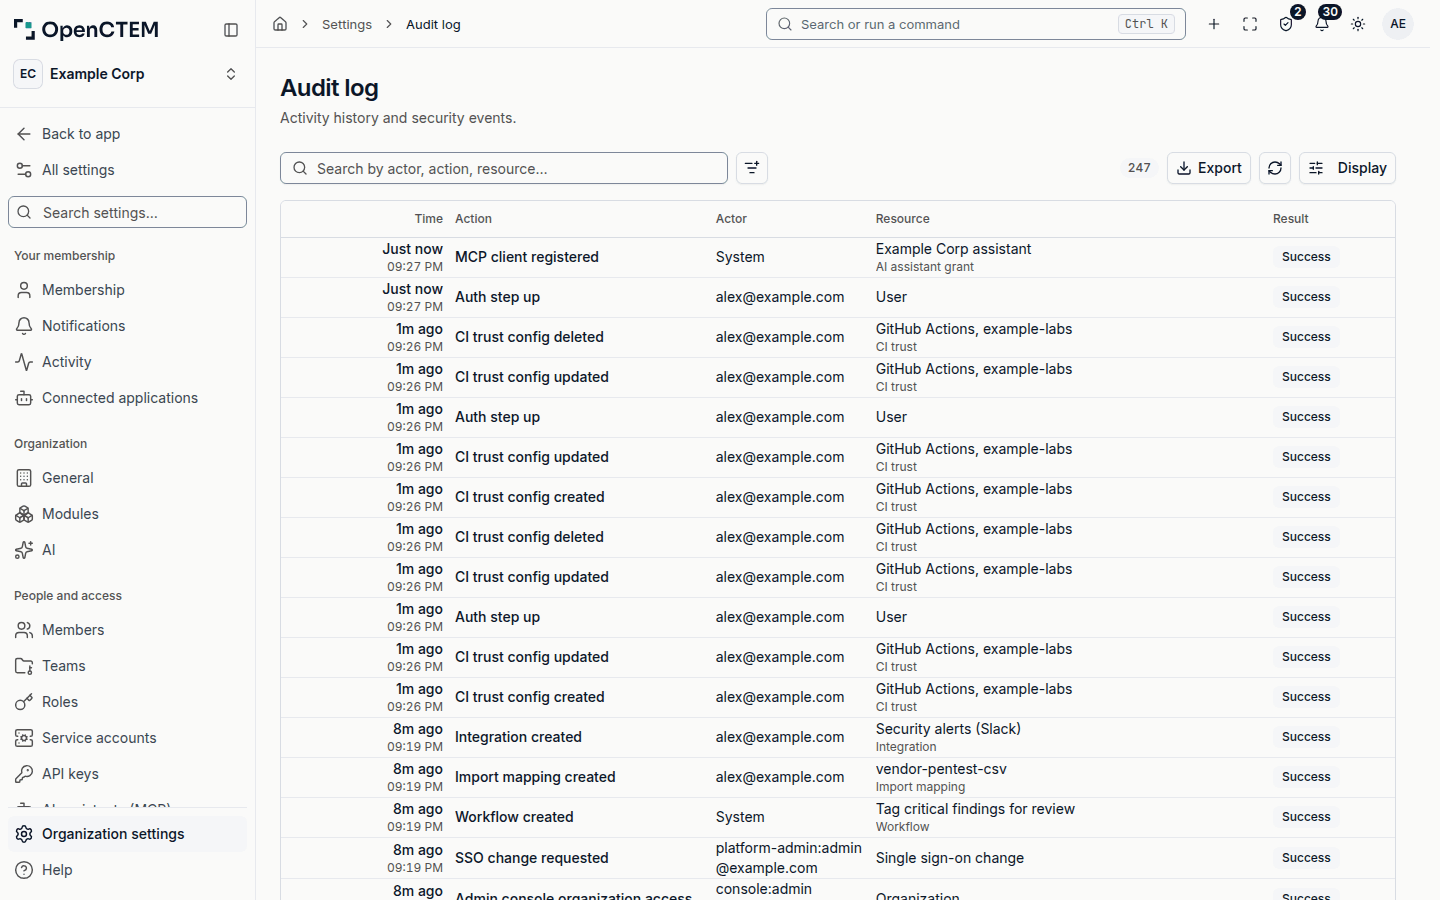 OpenCTEM
EC Example Corp
Back to app
All settings
Search settings...
Your membership
Membership
Notifications
Activity
Connected applications
Organization
General
Modules
AI
People and access
Members
Teams
Roles
Service accounts
API keys
Organization settings
Help
Settings Audit log
Search or run a command Ctrl K
2
30
AE
Audit log
Activity history and security events.
Search by actor, action, resource...
247 Export Display
Time Action Actor Resource Result
Just now
09:27 PM
MCP client registered System
Example Corp assistant
AI assistant grant
Success
Just now
09:27 PM
Auth step up alex@example.com User Success
1m ago
09:26 PM
CI trust config deleted alex@example.com
GitHub Actions, example-labs
CI trust
Success
1m ago
09:26 PM
CI trust config updated alex@example.com
GitHub Actions, example-labs
CI trust
Success
1m ago
09:26 PM
Auth step up alex@example.com User Success
1m ago
09:26 PM
CI trust config updated alex@example.com
GitHub Actions, example-labs
CI trust
Success
1m ago
09:26 PM
CI trust config created alex@example.com
GitHub Actions, example-labs
CI trust
Success
1m ago
09:26 PM
CI trust config deleted alex@example.com
GitHub Actions, example-labs
CI trust
Success
1m ago
09:26 PM
CI trust config updated alex@example.com
GitHub Actions, example-labs
CI trust
Success
1m ago
09:26 PM
Auth step up alex@example.com User Success
1m ago
09:26 PM
CI trust config updated alex@example.com
GitHub Actions, example-labs
CI trust
Success
1m ago
09:26 PM
CI trust config created alex@example.com
GitHub Actions, example-labs
CI trust
Success
8m ago
09:19 PM
Integration created alex@example.com
Security alerts (Slack)
Integration
Success
8m ago
09:19 PM
Import mapping created alex@example.com
vendor-pentest-csv
Import mapping
Success
8m ago
09:19 PM
Workflow created System
Tag critical findings for review
Workflow
Success
8m ago
09:19 PM
SSO change requested
platform-admin:admin
@example.com
Single sign-on change Success
8m ago
Admin console organization access
console:admin
Organization
Success